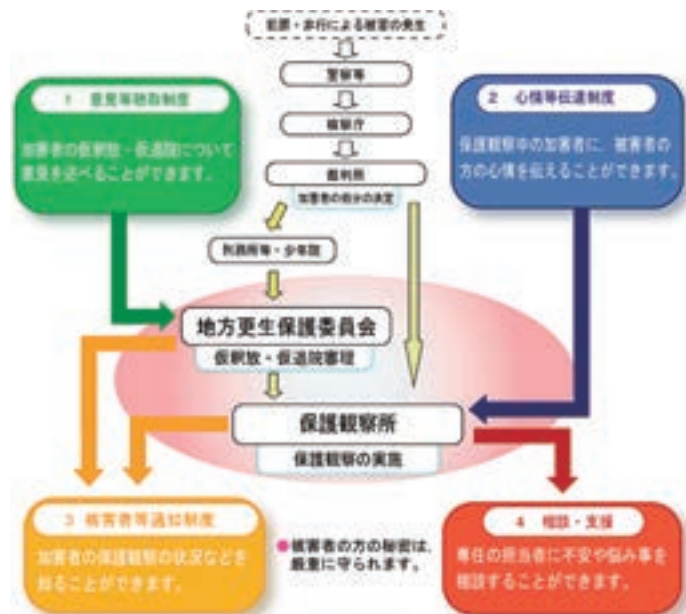 犯罪・非行による被害の発生
警察等
検察庁
裁判所
加害者の処分の決定
刑務所等・少年院
地方更生保護委員会
仮釈放・仮退院審理
保護観察所
保護観察の実施
1 意見等聴取制度
加害者の仮釈放・仮退院について
意見を述べることができます。
2 心情等伝達制度
保護観察中の加害者に、被害者の
方の心情を伝えることができます。
3 被害者等通知制度
加害者の保護観察の状況などを
知ることができます。
●被害者の方の秘密は、
厳重に守られます。
4 相談・支援
専任の担当者に不安や悩み事を
相談することができます。